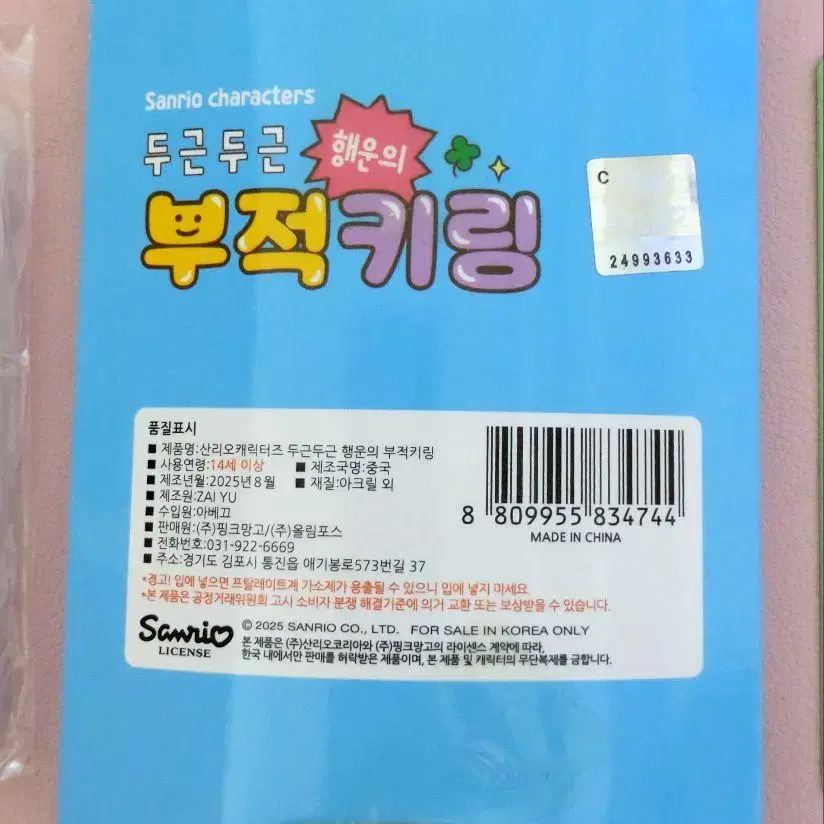 Sanrio characters
두근두근 행운의
부적키링
C
24993633
품질표시
■ 제품명:산리오캐릭터즈 두근두근 행운의 부적키링
■ 사용연령:14세 이상 ■ 제조국명:중국
■ 제조년월:2025년 8월 ■ 재질:아크릴 외
■ 제조원:ZAI YU
■ 수입원:아베끄
■ 판매원:(주)핑크망고/(주)올림포스
■ 전화번호:031-922-6669
■ 주소:경기도 김포시 통진읍 애기봉로573번길 37
*경고! 입에 넣으면 프탈레이트계 가소제가 용출될 수 있으니 입에 넣지 마세요.
*본 제품은 공정거래위원회 고시 소비자 분쟁 해결기준에 의거 교환 또는 보상받을 수 있습니다.
8 809955 834744
MADE IN CHINA
Sanrio
LICENSE
© 2025 SANRIO CO., LTD. FOR SALE IN KOREA ONLY
본 제품은 (주)산리오코리아와 (주)핑크망고의 라이센스 계약에 따라,
한국 내에서만 판매를 허락받은 제품이며, 본 제품 및 캐릭터의 무단복제를 금합니다.